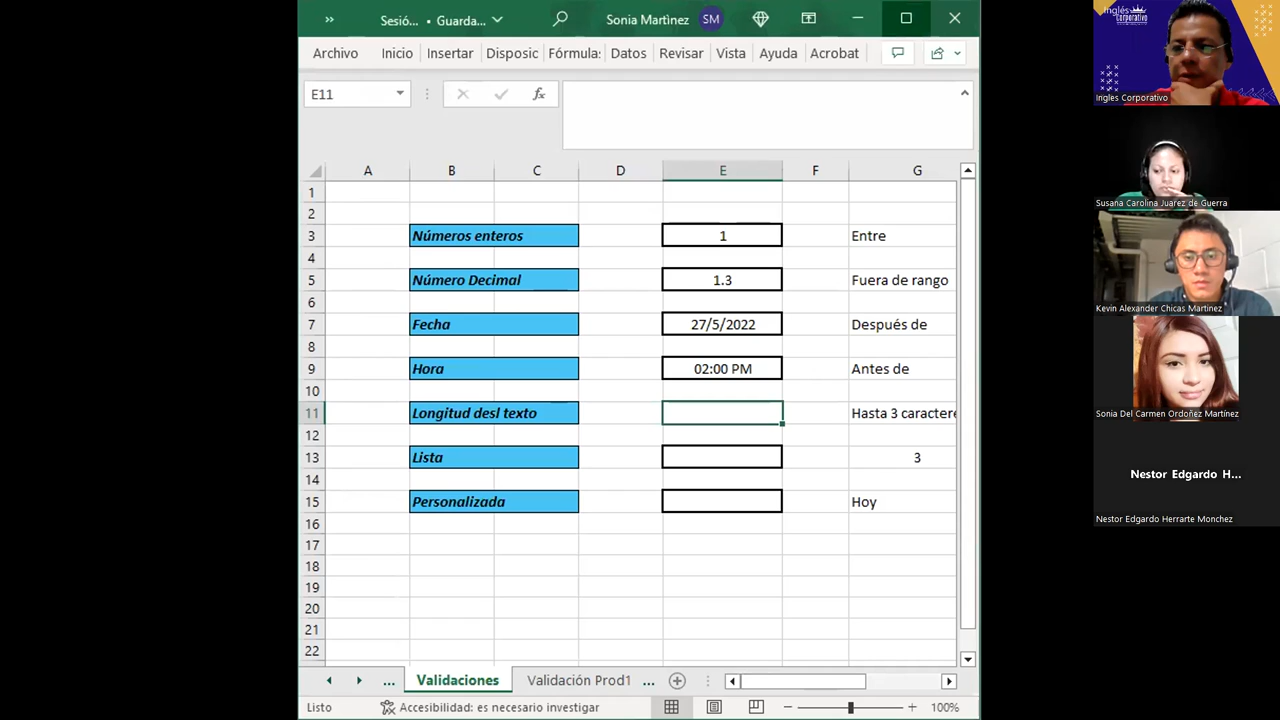 Sesió... • Guarda...
Sonia Martìnez SM
Archivo Inicio Insertar Disposic Fórmula: Datos Revisar Vista Ayuda Acrobat
E11
fx
A B C D E F G
1
2
3 Números enteros 1 Entre
4
5 Número Decimal 1.3 Fuera de rango
6
7 Fecha 27/5/2022 Después de
8
9 Hora 02:00 PM Antes de
10
11 Longitud desl texto Hasta 3 caractere
12
13 Lista 3
14
15 Personalizada Hoy
16
17
18
19
20
21
22
... Validaciones Validación Prod1 ...
Listo Accesibilidad: es necesario investigar 100%
Inglés
Corporativo
Ingles Corporativo
Susana Carolina Juarez de Guerra
Kevin Alexander Chicas Martinez
Sonia Del Carmen Ordoñez Martínez
Nestor Edgardo H...
Nestor Edgardo Herrarte Monchez